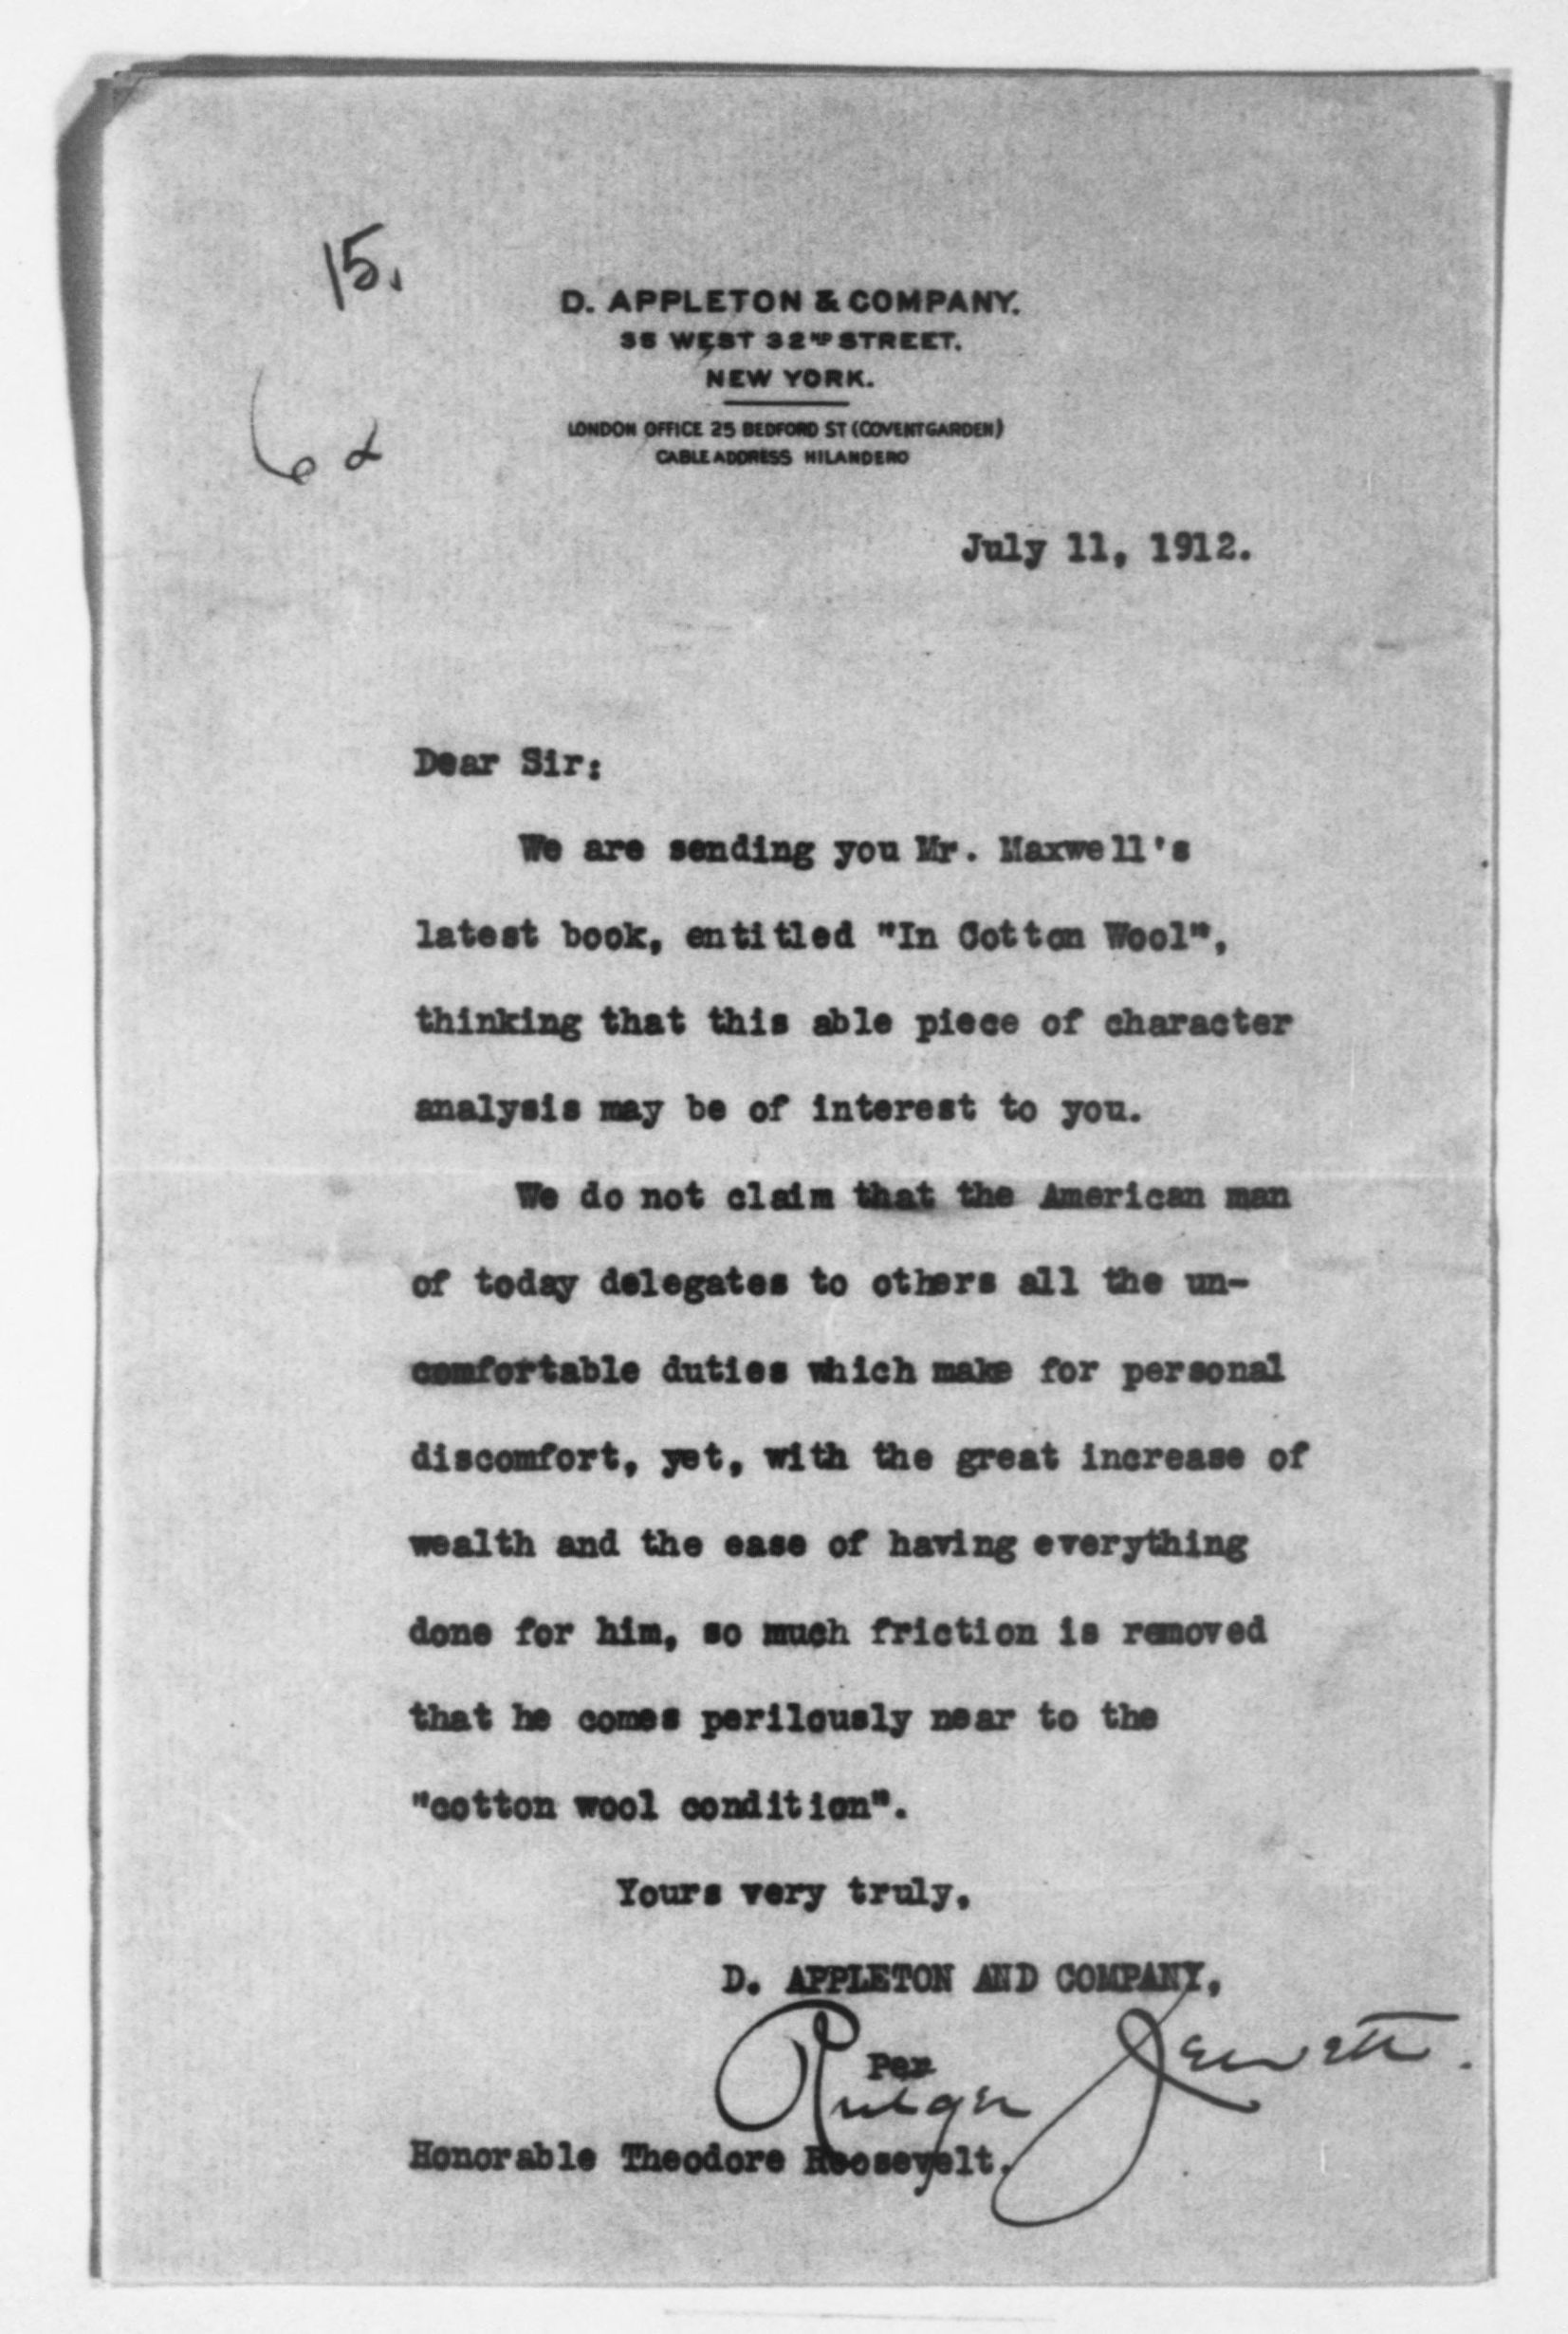 15.
D. APPLETON & COMPANY.
35 WEST 32ND STREET.
NEW YORK.
LONDON OFFICE 25 BEDFORD ST (COVENT GARDEN)
CABLE ADDRESS HILANDERO
July 11, 1912.
Dear Sir:
We are sending you Mr. Maxwell's
latest book, entitled "In Cotton Wool",
thinking that this able piece of character
analysis may be of interest to you.
We do not claim that the American man
of today delegates to others all the un-
comfortable duties which make for personal
discomfort, yet, with the great increase of
wealth and the ease of having everything
done for him, so much friction is removed
that he comes perilously near to the
"cotton wool condition".
Yours very truly,
D. APPLETON AND COMPANY,
Per
Rutger Jewett.
Honorable Theodore Roosevelt.